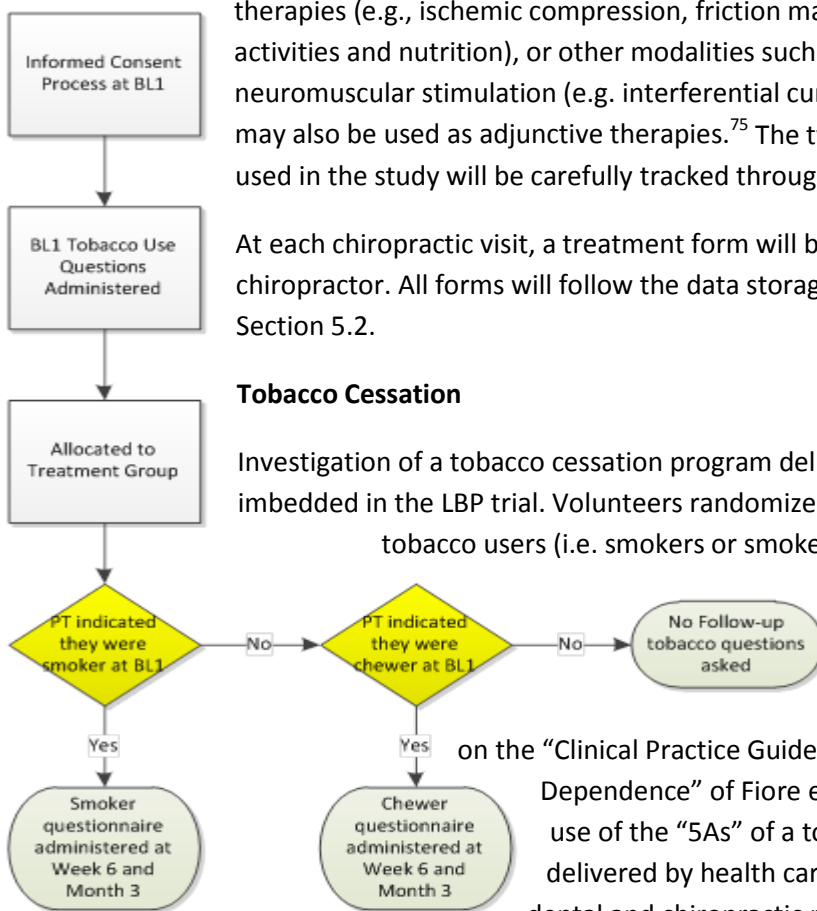 therapies (e.g., ischemic compression, friction ma
activities and nutrition), or other modalities such
neuromuscular stimulation (e.g. interferential cur
may also be used as adjunctive therapies.75 The t
used in the study will be carefully tracked throug
At each chiropractic visit, a treatment form will b
chiropractor. All forms will follow the data storag
Section 5.2.
Tobacco Cessation
Investigation of a tobacco cessation program del
imbedded in the LBP trial. Volunteers randomize
tobacco users (i.e. smokers or smoke
on the “Clinical Practice Guide
Dependence” of Fiore e
use of the “5As” of a to
delivered by health car
dental and chiropractic
Informed Consent
Process at BL1
BL1 Tobacco Use
Questions
Administered
Allocated to
Treatment Group
PT indicated
they were
smoker at BL1
No
PT indicated
they were
chewer at BL1
No
No Follow-up
tobacco questions
asked
Yes
Smoker
questionnaire
administered at
Week 6 and
Month 3
Yes
Chewer
questionnaire
administered at
Week 6 and
Month 3